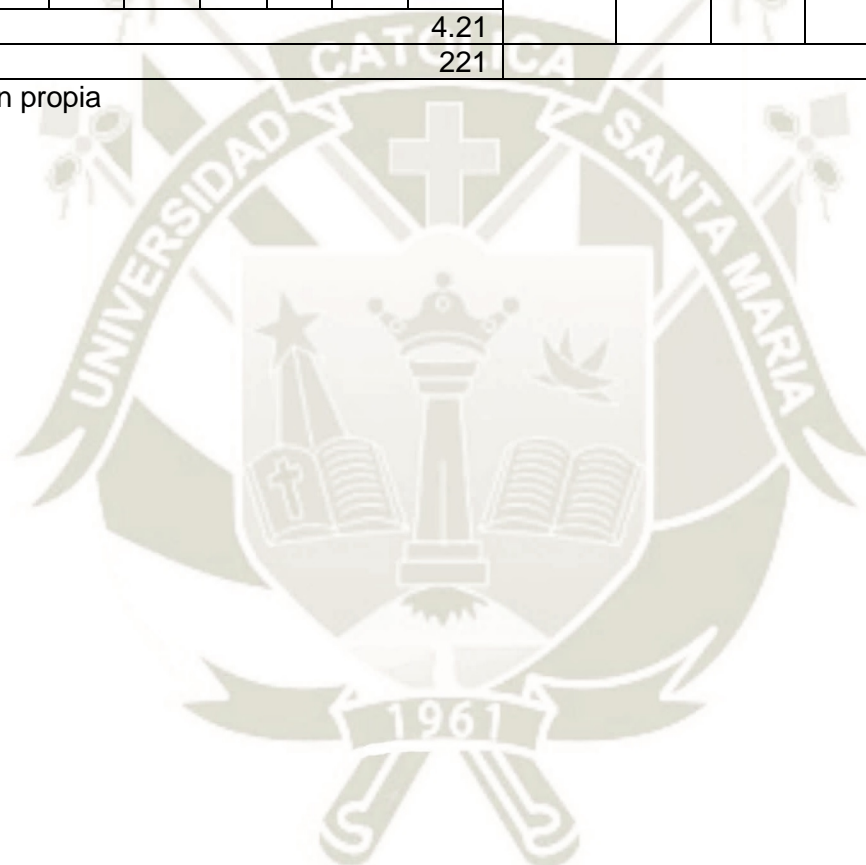 4.21
221
n propia
CATOLICA
UNIVERSIDAD
SANTA MARIA
1961